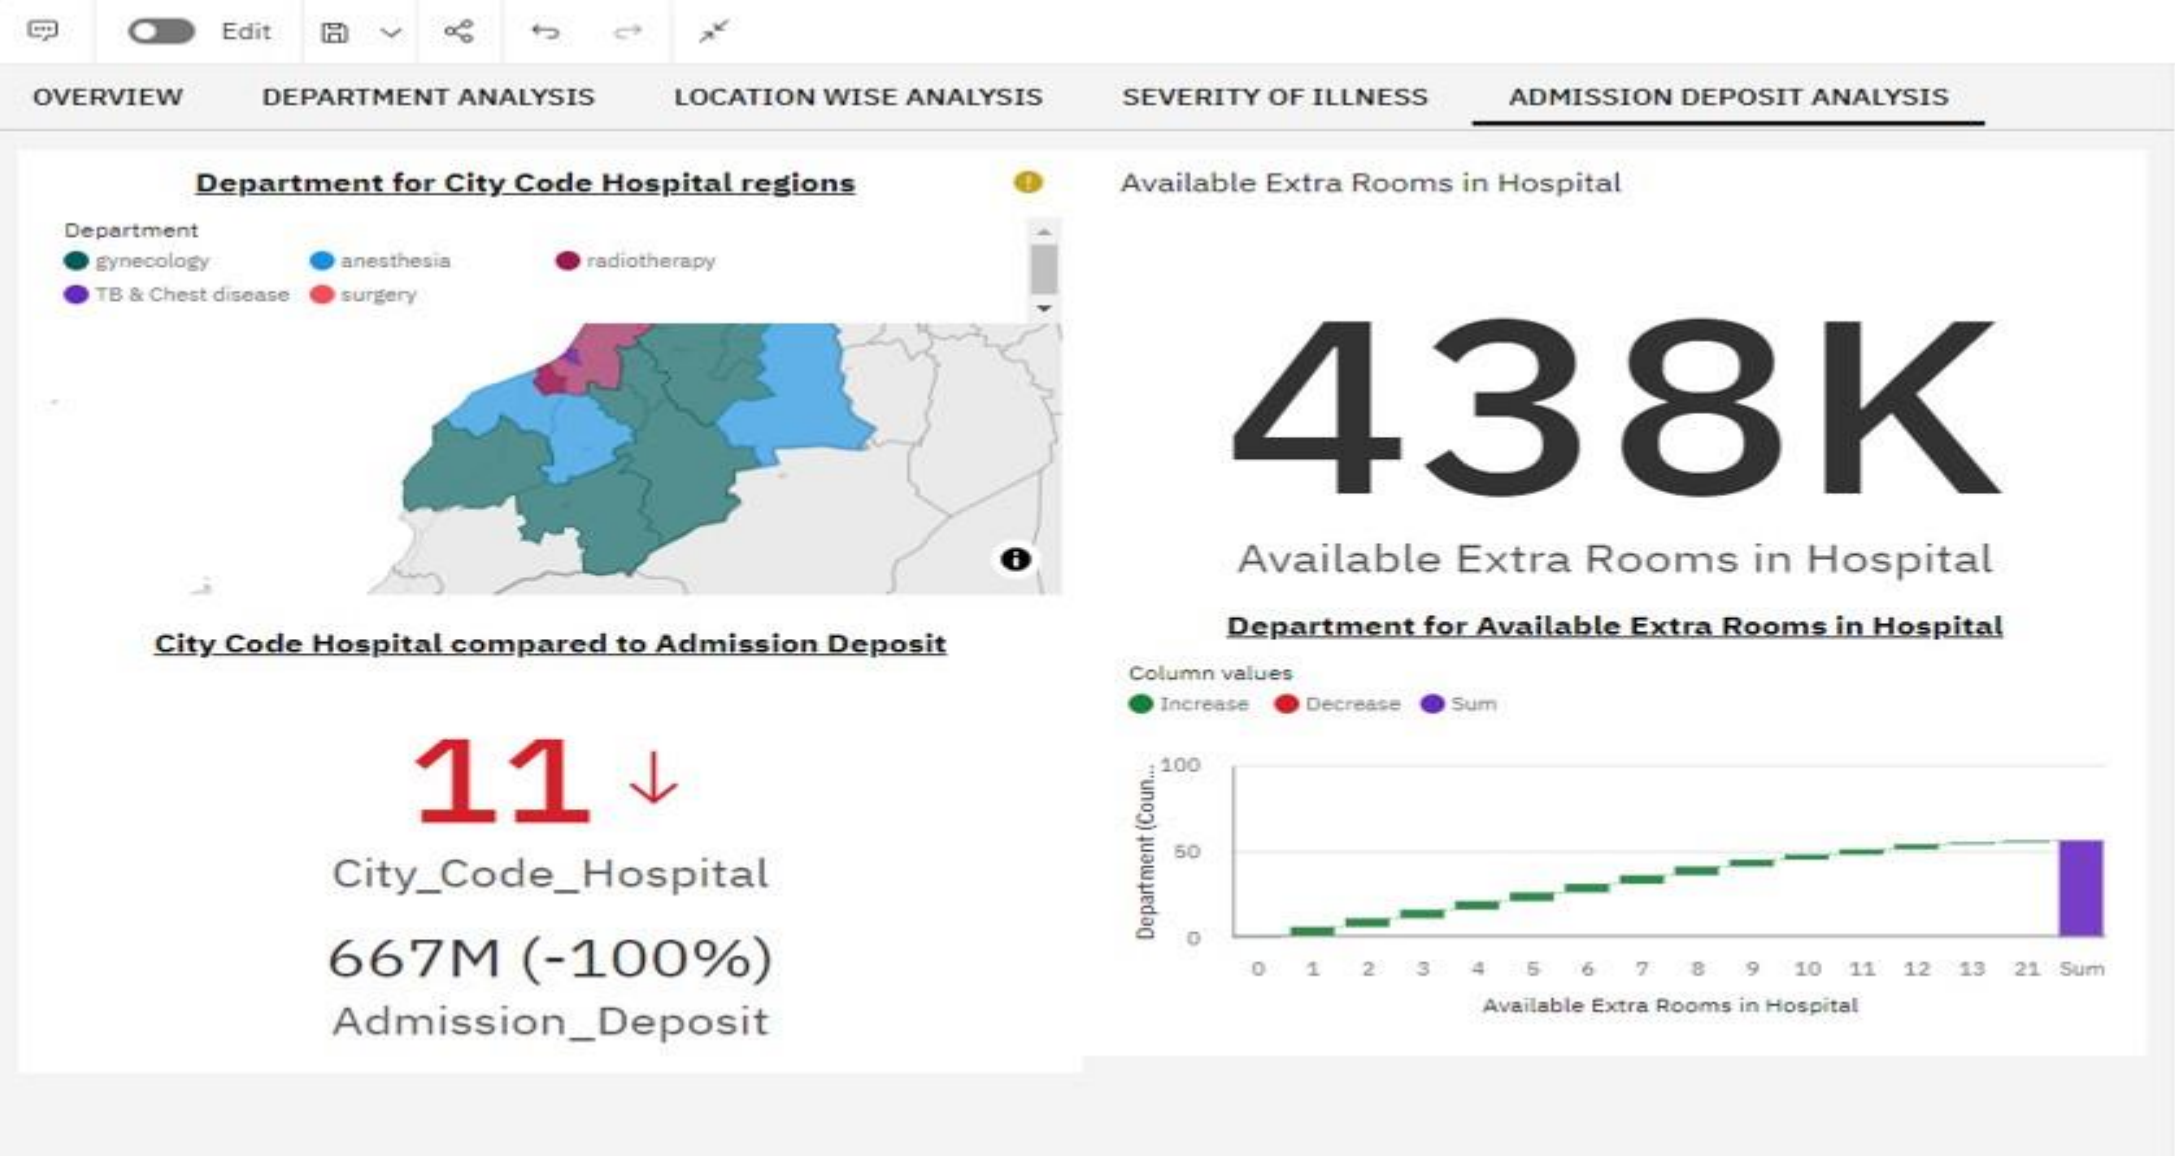 Edit
OVERVIEW DEPARTMENT ANALYSIS LOCATION WISE ANALYSIS SEVERITY OF ILLNESS ADMISSION DEPOSIT ANALYSIS
Department for City Code Hospital regions
Department
gynecology anesthesia radiotherapy
TB & Chest disease surgery
City Code Hospital compared to Admission Deposit
11
City_Code_Hospital
667M (-100%)
Admission_Deposit
Available Extra Rooms in Hospital
438K
Available Extra Rooms in Hospital
Department for Available Extra Rooms in Hospital
Column values
Increase Decrease Sum
Department (Coun...
100
50
0
0 1 2 3 4 5 6 7 8 9 10 11 12 13 21 Sum
Available Extra Rooms in Hospital